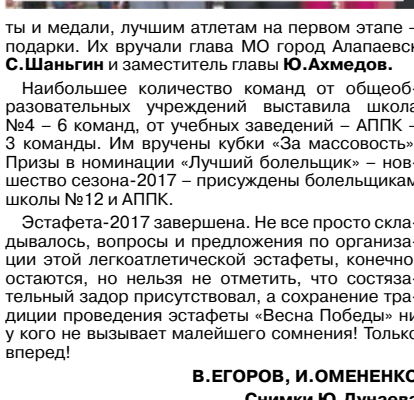 ты и медали, лучшим атлетам на первом этапе –
подарки. Их вручали глава МО город Алапаевск
С.Шаньгин и заместитель главы Ю.Ахмедов.
Наибольшее количество команд от общеоб-
разовательных учреждений выставила школа
№4 – 6 команд, от учебных заведений – АППК –
3 команды. Им вручены кубки «За массовость»
Призы в номинации «Лучший болельщик» – нов-
шество сезона-2017 – присуждены болельщикам
школы №12 и АППК.
Эстафета-2017 завершена. Не все просто скла-
дывалось, вопросы и предложения по организа-
ции этой легкоатлетической эстафеты, конечно
остаются, но нельзя не отметить, что состяза-
тельный задор присутствовал, а сохранение тра-
диции проведения эстафеты «Весна Победы» ни
у кого не вызывает малейшего сомнения! Только
вперед!
В.ЕГОРОВ, И.ОМЕНЕНКО
Снимки Ю.Дунаева